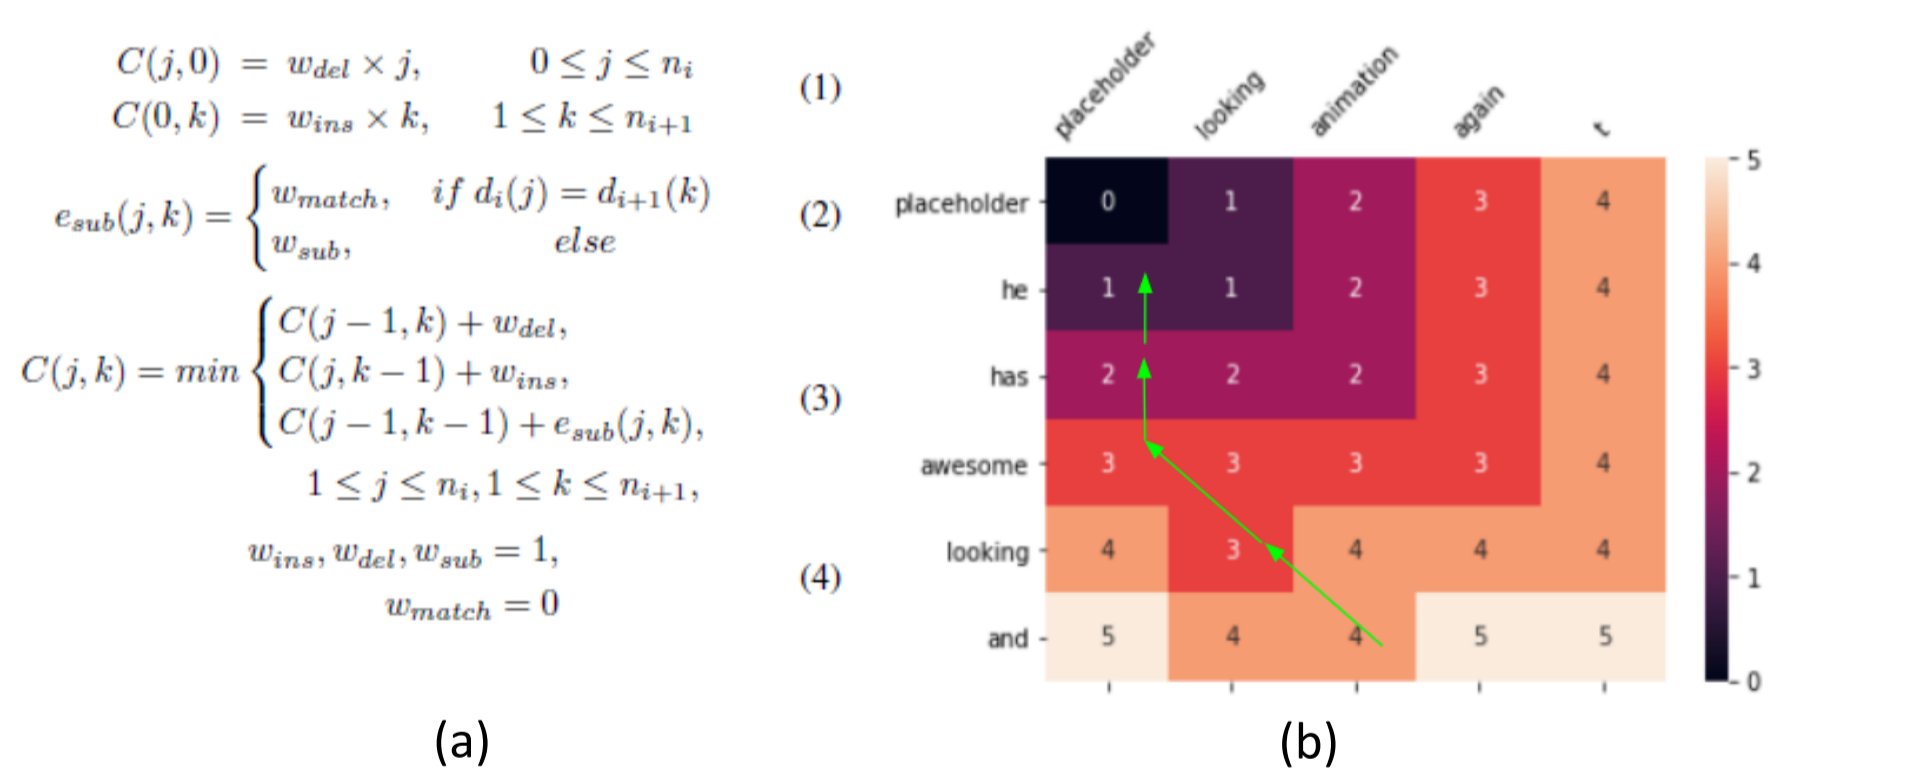 C(j, 0) = w_del × j, 0 ≤ j ≤ n_i
C(0, k) = w_ins × k, 1 ≤ k ≤ n_{i+1}
(1)
e_sub(j, k) = { w_match, if d_i(j) = d_{i+1}(k)
w_sub, else
(2)
C(j, k) = min { C(j − 1, k) + w_del,
C(j, k − 1) + w_ins,
C(j − 1, k − 1) + e_sub(j, k),
(3)
1 ≤ j ≤ n_i, 1 ≤ k ≤ n_{i+1},
w_ins, w_del, w_sub = 1,
w_match = 0
(4)
(a)
placeholder looking animation again t
placeholder 0 1 2 3 4
he 1 1 2 3 4
has 2 2 2 3 4
awesome 3 3 3 3 4
looking 4 3 4 4 4
and 5 4 4 5 5
5
4
3
2
1
0
(b)